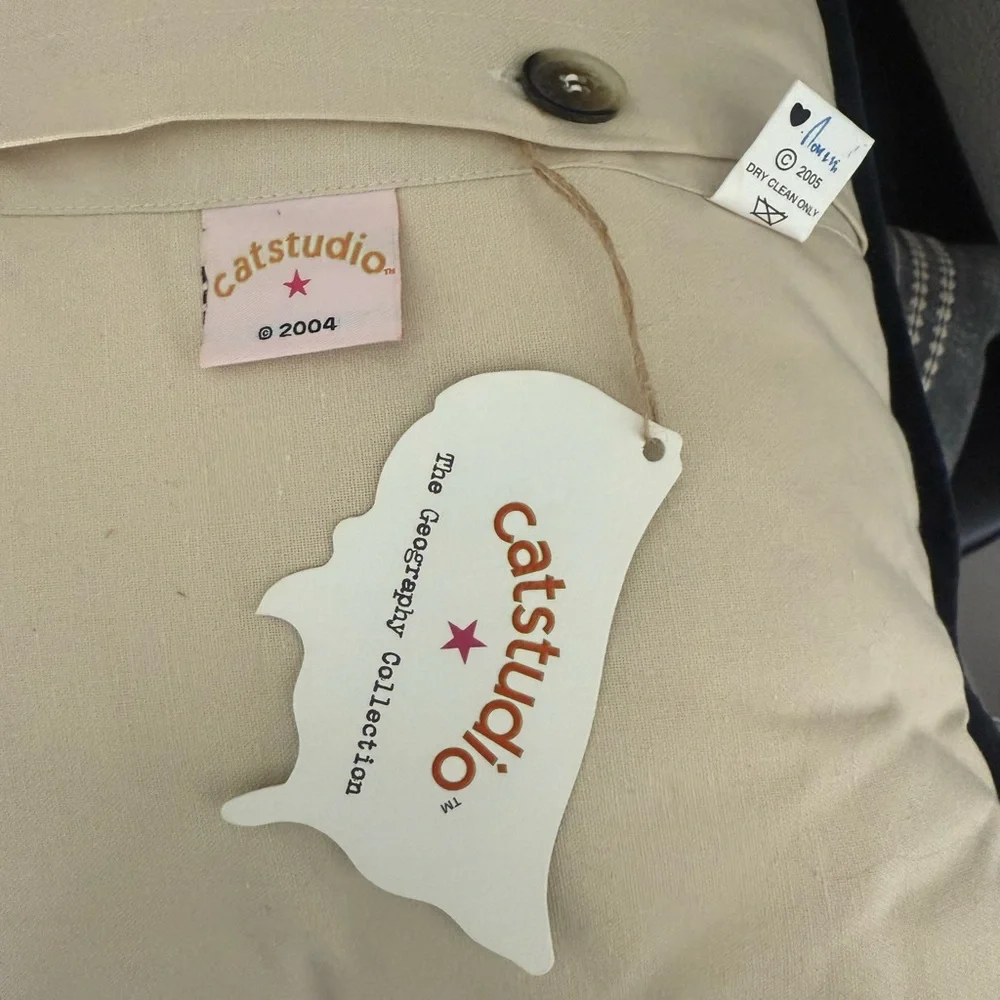 catstudio™
© 2004
© 2005
DRY CLEAN ONLY
catstudio™
The Geography Collection